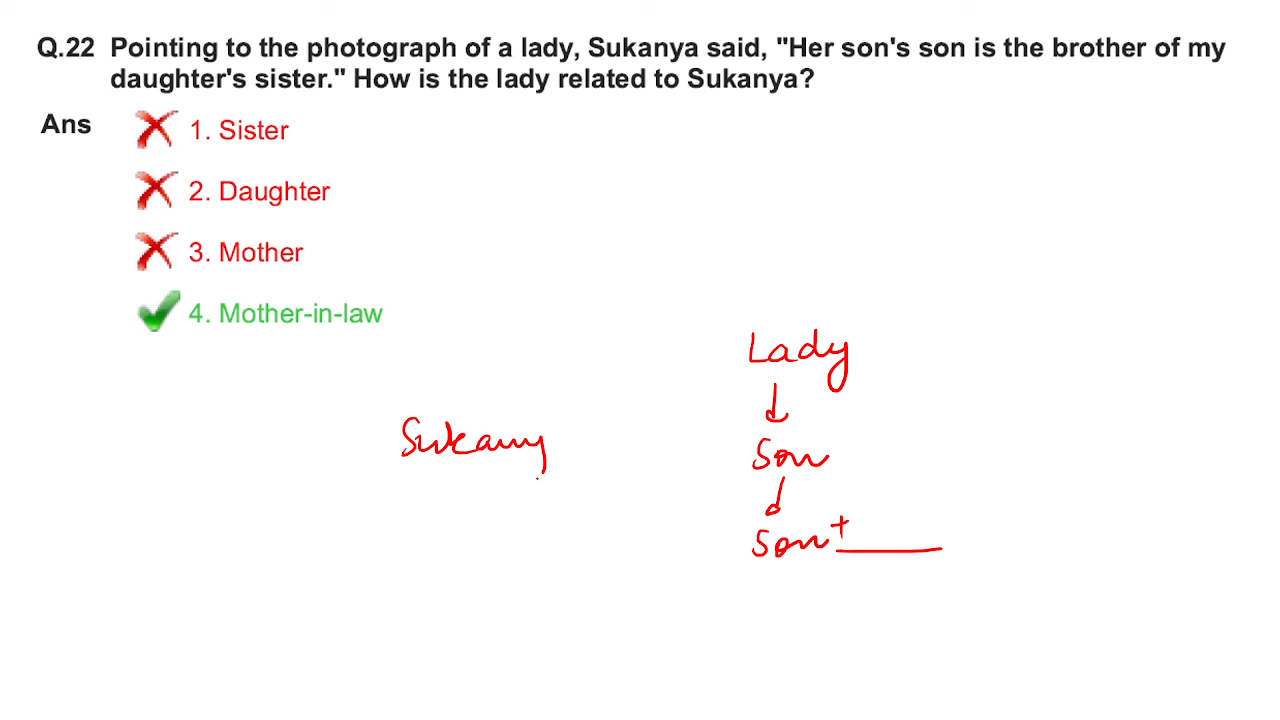 Q.22 Pointing to the photograph of a lady, Sukanya said, "Her son's son is the brother of my
daughter's sister." How is the lady related to Sukanya?
Ans
1. Sister
2. Daughter
3. Mother
4. Mother-in-law
Lady
Sukany
Son
Son+